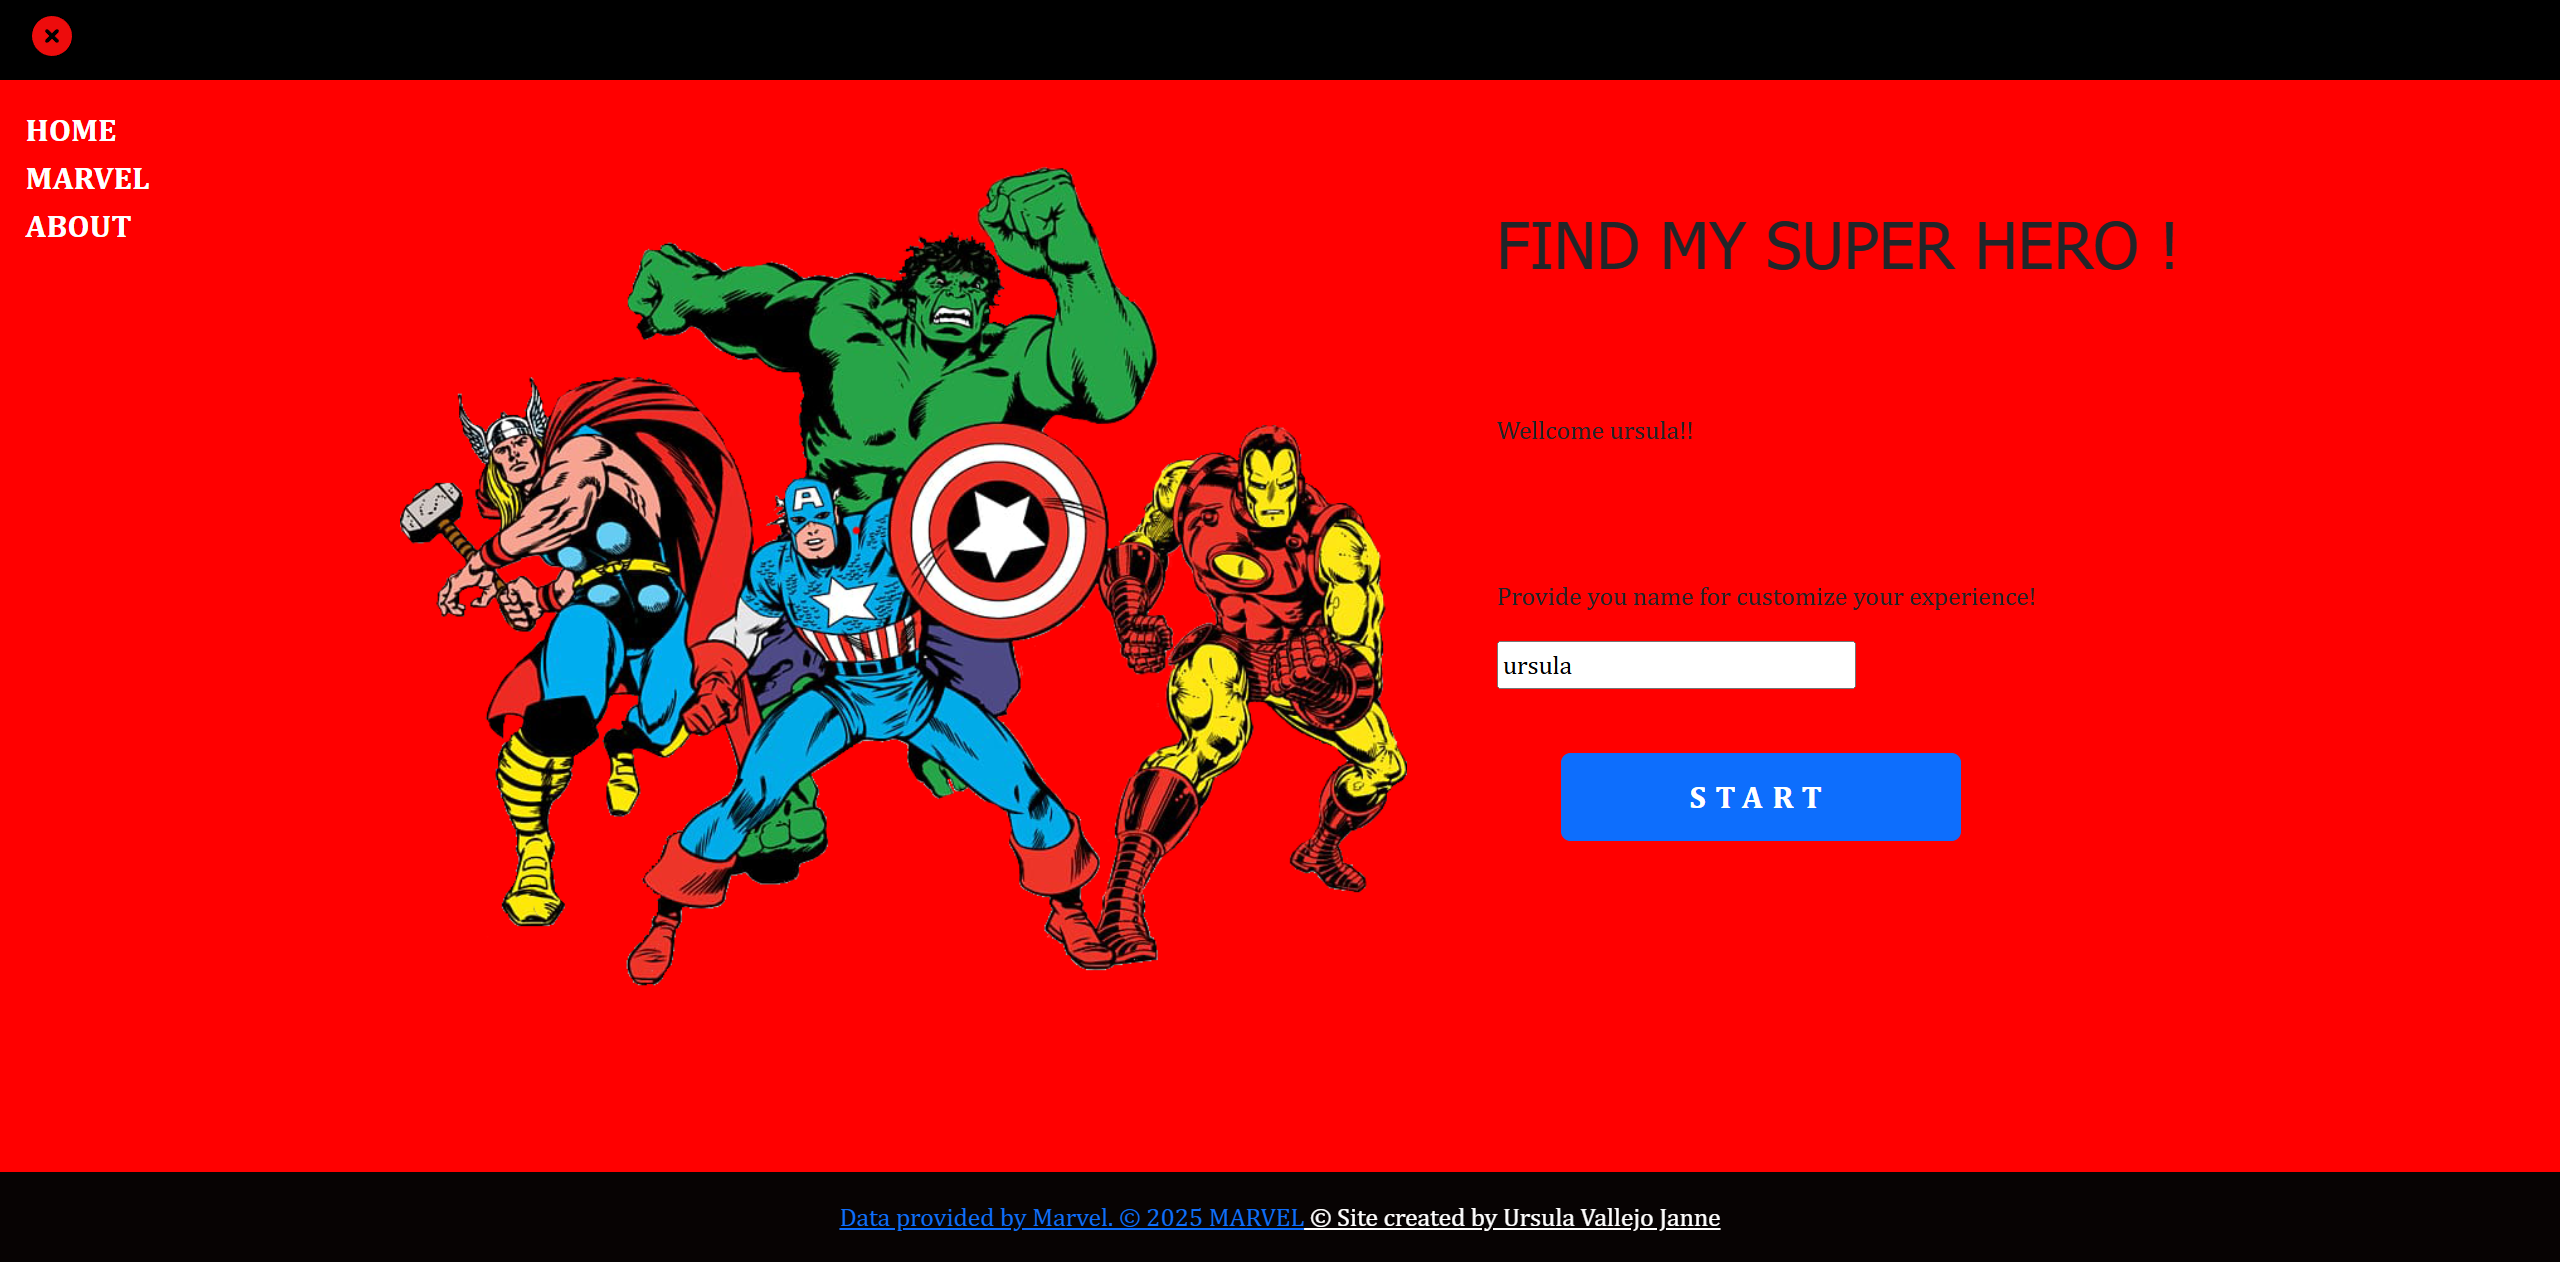 HOME
MARVEL
ABOUT
FIND MY SUPER HERO !
Wellcome ursula!!
Provide you name for customize your experience!
ursula
START
A
Data provided by Marvel. © 2025 MARVEL © Site created by Ursula Vallejo Janne